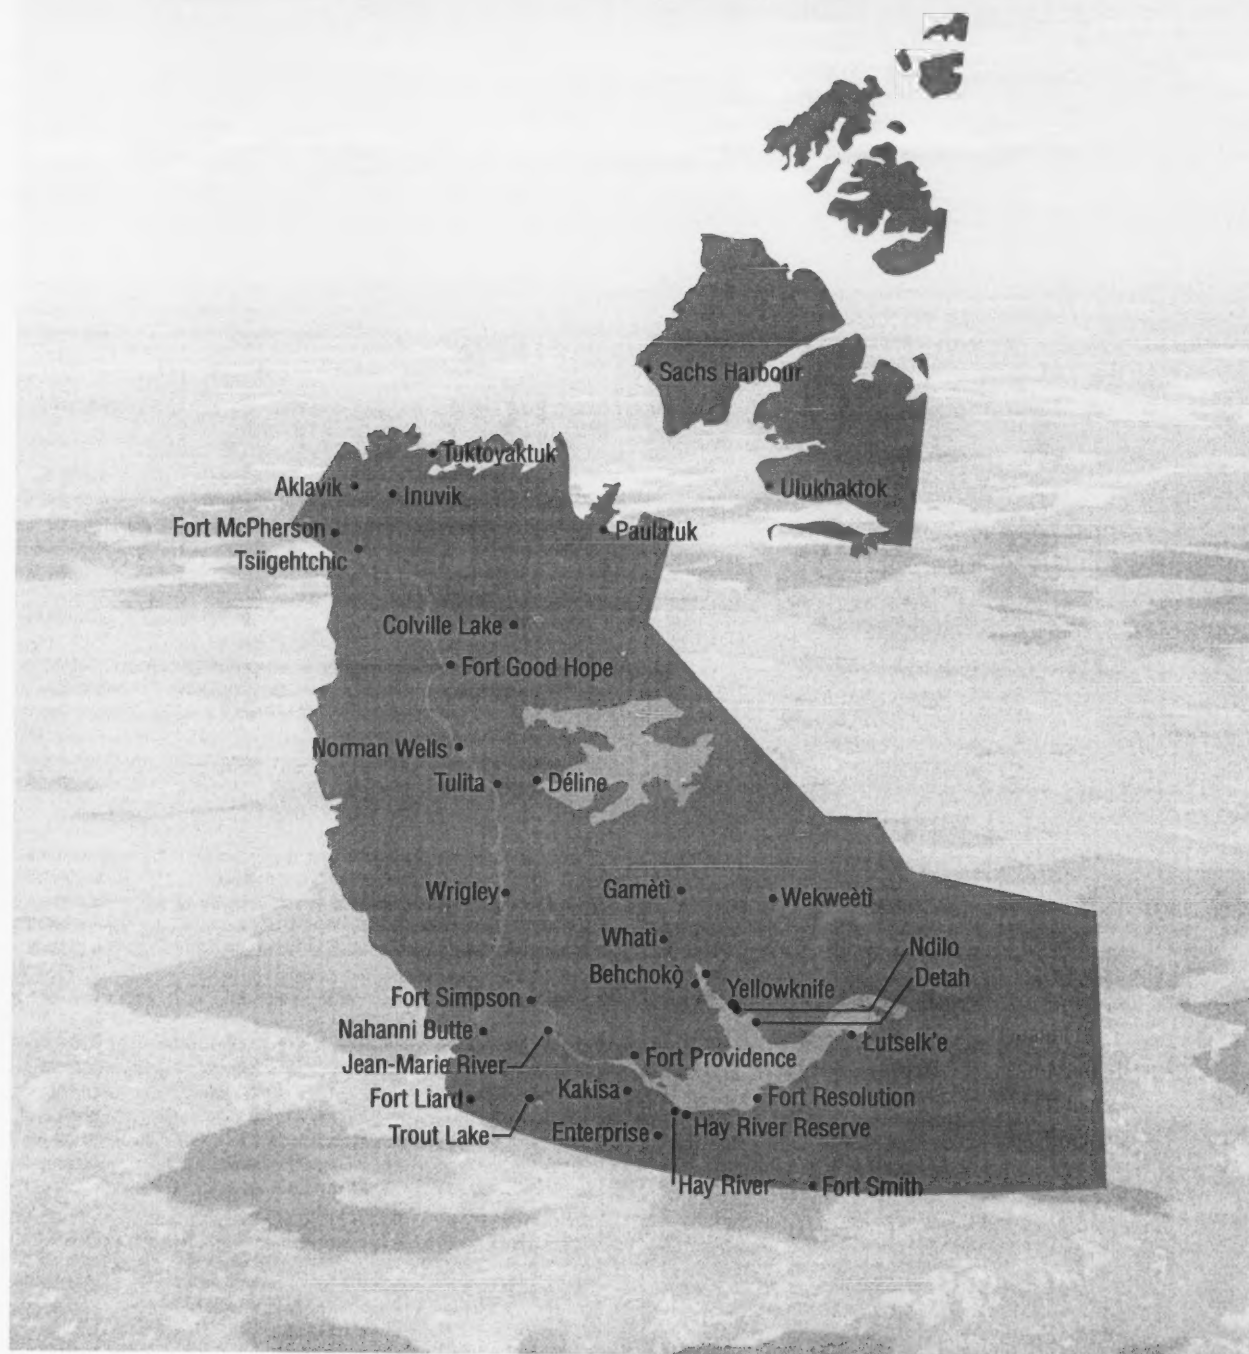 Sachs Harbour
Tuktoyaktuk
Aklavik
Inuvik
Ulukhaktok
Fort McPherson
Paulatuk
Tsiigehtchic
Colville Lake
Fort Good Hope
Norman Wells
Tulita
Déline
Wrigley
Gamètì
Wekweètì
Whatì
Ndilo
Behchokǫ̀
Detah
Yellowknife
Fort Simpson
Nahanni Butte
Łutselk'e
Jean-Marie River
Fort Providence
Kakisa
Fort Liard
Fort Resolution
Trout Lake
Enterprise
Hay River Reserve
Hay River
Fort Smith